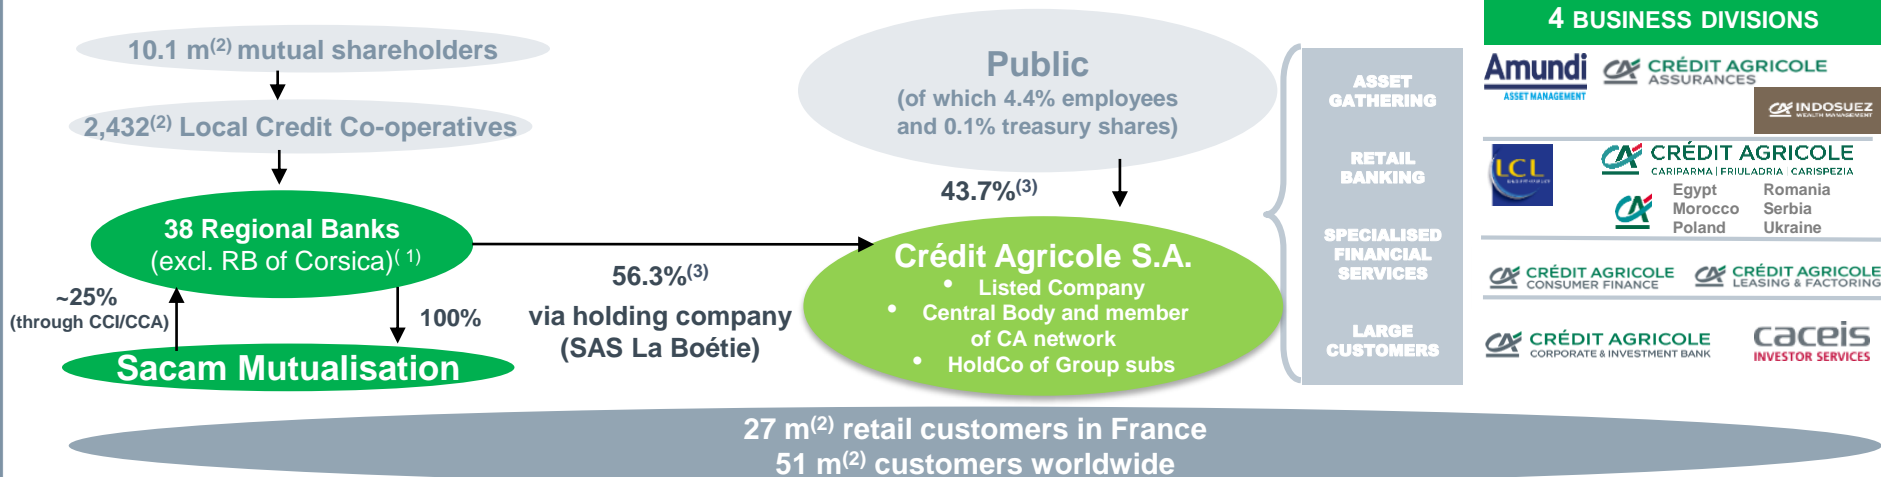 10.1 m(2) mutual shareholders
2,432(2) Local Credit Co-operatives
38 Regional Banks
(excl. RB of Corsica)( 1)
~25%
(through CCI/CCA)
100%
Sacam Mutualisation
56.3%(3)
via holding company
(SAS La Boétie)
Public
(of which 4.4% employees
and 0.1% treasury shares)
43.7%(3)
Crédit Agricole S.A.
• Listed Company
• Central Body and member
of CA network
• HoldCo of Group subs
ASSET
GATHERING
RETAIL
BANKING
SPECIALISED
FINANCIAL
SERVICES
LARGE
CUSTOMERS
4 BUSINESS DIVISIONS
Amundi
ASSET MANAGEMENT
CRÉDIT AGRICOLE
ASSURANCES
INDOSUEZ
WEALTH MANAGEMENT
LCL
CRÉDIT AGRICOLE
CARIPARMA | FRIULADRIA | CARISPEZIA
Egypt Romania
Morocco Serbia
Poland Ukraine
CRÉDIT AGRICOLE
CONSUMER FINANCE
CRÉDIT AGRICOLE
LEASING & FACTORING
CRÉDIT AGRICOLE
CORPORATE & INVESTMENT BANK
caceis
INVESTOR SERVICES
27 m(2) retail customers in France
51 m(2) customers worldwide